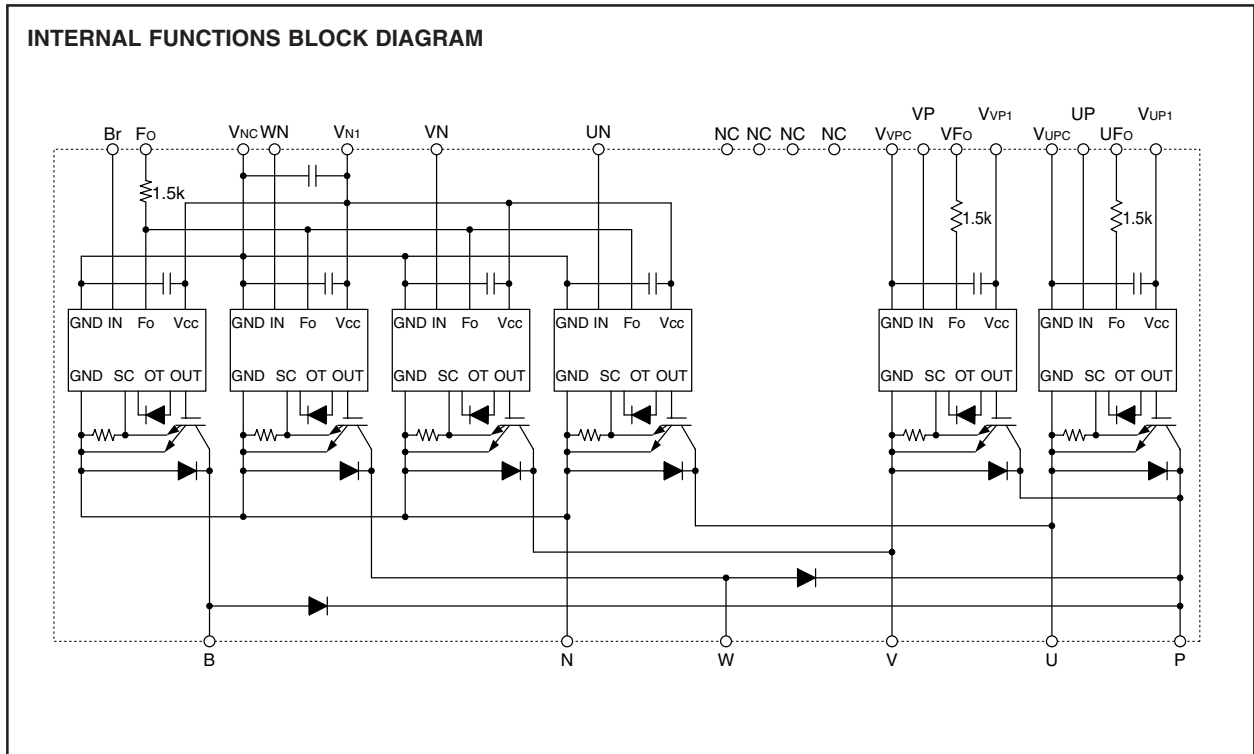 INTERNAL FUNCTIONS BLOCK DIAGRAM
VP VVP1 UP VUP1
Br FO VNC WN VN1 VN UN NC NC NC NC VVPC VFO VUPC UFO
1.5k 1.5k 1.5k
GND IN Fo Vcc GND IN Fo Vcc GND IN Fo Vcc GND IN Fo Vcc GND IN Fo Vcc GND IN Fo Vcc
GND SC OT OUT GND SC OT OUT GND SC OT OUT GND SC OT OUT GND SC OT OUT GND SC OT OUT
B N W V U P